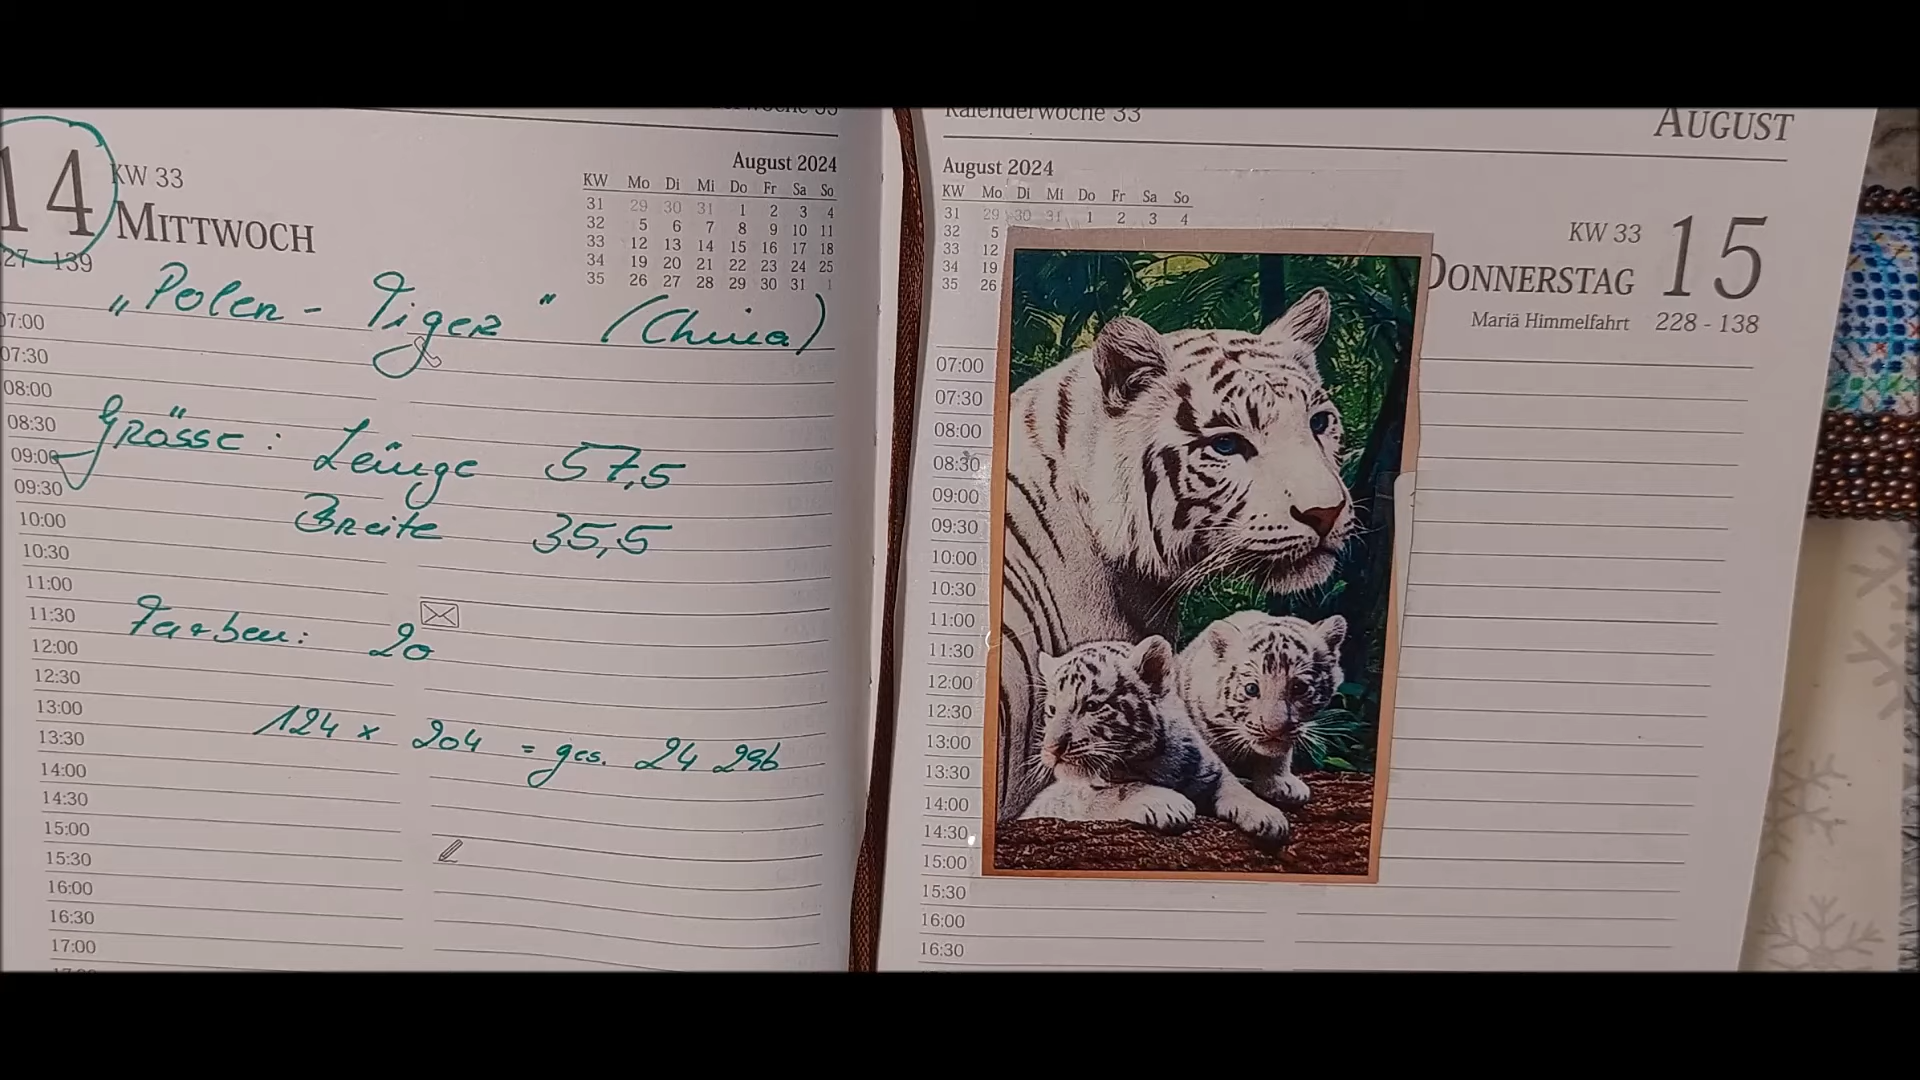 14
KW 33
MITTWOCH
August 2024
KW Mo Di Mi Do Fr Sa So
31 29 30 31 1 2 3 4
32 5 6 7 8 9 10 11
33 12 13 14 15 16 17 18
34 19 20 21 22 23 24 25
35 26 27 28 29 30 31 1
227 - 139
„Polen - Tiger" (China)
07:00
07:30
08:00
08:30
Grösse: Länge 57,5
09:00
09:30
Breite 35,5
10:00
10:30
11:00
11:30
Farben: 20
12:00
12:30
13:00
124 x 204 = ges. 24 296
13:30
14:00
14:30
15:00
15:30
16:00
16:30
17:00
Kalenderwoche 33
AUGUST
August 2024
KW Mo Di Mi Do Fr Sa So
31 29 30 31 1 2 3 4
32 5
33 12
34 19
35 26
KW 33
DONNERSTAG 15
Mariä Himmelfahrt 228 - 138
07:00
07:30
08:00
08:30
09:00
09:30
10:00
10:30
11:00
11:30
12:00
12:30
13:00
13:30
14:00
14:30
15:00
15:30
16:00
16:30